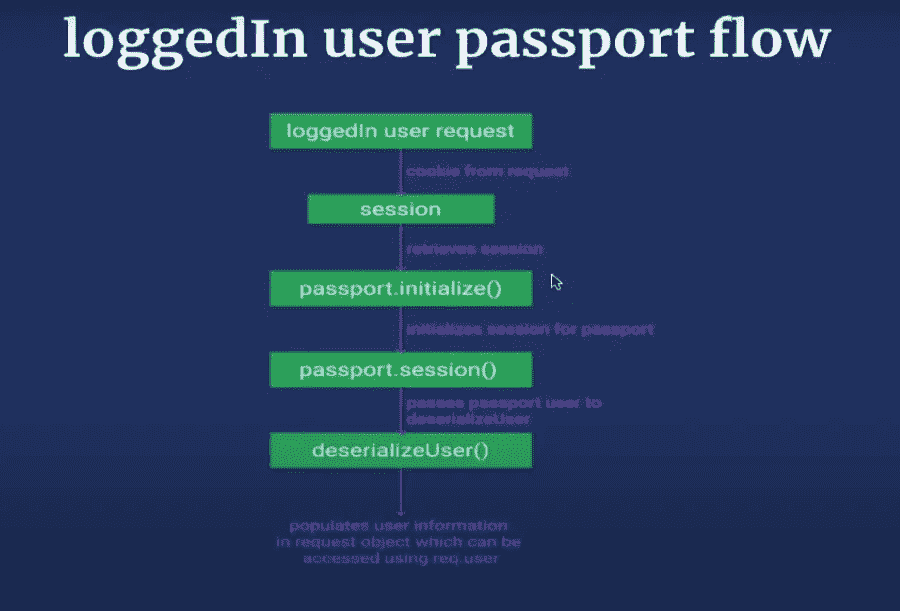 loggedIn user passport flow
loggedIn user request
cookie from request
session
retrieves session
passport.initialize()
initializes session for passport
passport.session()
passes passport user to
deserializeUser
deserializeUser()
populates user information
in request object which can be
accessed using req.user